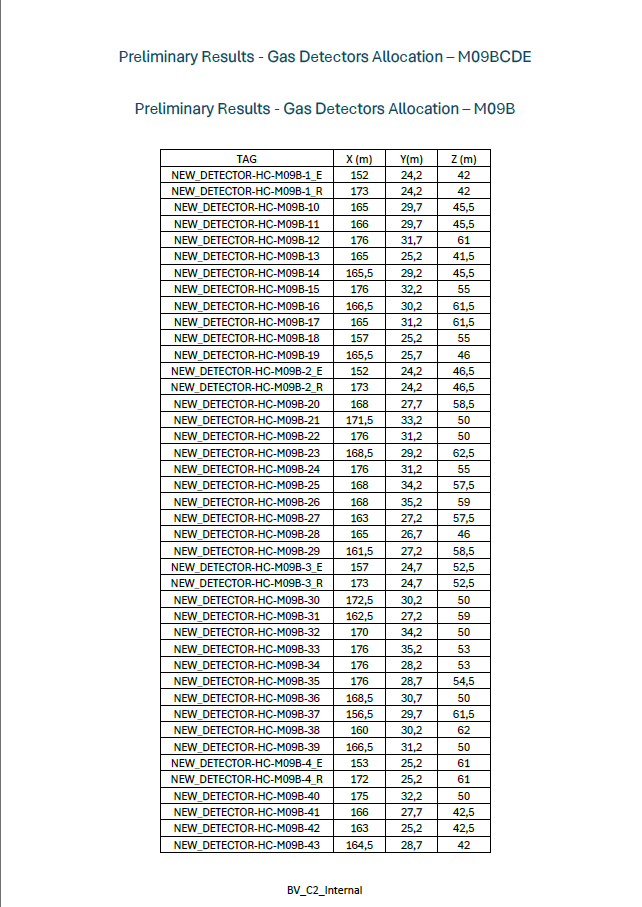 Preliminary Results - Gas Detectors Allocation – M09BCDE
Preliminary Results - Gas Detectors Allocation – M09B
TAG X (m) Y(m) Z (m)
NEW_DETECTOR-HC-M09B-1_E 152 24,2 42
NEW_DETECTOR-HC-M09B-1_R 173 24,2 42
NEW_DETECTOR-HC-M09B-10 165 29,7 45,5
NEW_DETECTOR-HC-M09B-11 166 29,7 45,5
NEW_DETECTOR-HC-M09B-12 176 31,7 61
NEW_DETECTOR-HC-M09B-13 165 25,2 41,5
NEW_DETECTOR-HC-M09B-14 165,5 29,2 45,5
NEW_DETECTOR-HC-M09B-15 176 32,2 55
NEW_DETECTOR-HC-M09B-16 166,5 30,2 61,5
NEW_DETECTOR-HC-M09B-17 165 31,2 61,5
NEW_DETECTOR-HC-M09B-18 157 25,2 55
NEW_DETECTOR-HC-M09B-19 165,5 25,7 46
NEW_DETECTOR-HC-M09B-2_E 152 24,2 46,5
NEW_DETECTOR-HC-M09B-2_R 173 24,2 46,5
NEW_DETECTOR-HC-M09B-20 168 27,7 58,5
NEW_DETECTOR-HC-M09B-21 171,5 33,2 50
NEW_DETECTOR-HC-M09B-22 176 31,2 50
NEW_DETECTOR-HC-M09B-23 168,5 29,2 62,5
NEW_DETECTOR-HC-M09B-24 176 31,2 55
NEW_DETECTOR-HC-M09B-25 168 34,2 57,5
NEW_DETECTOR-HC-M09B-26 168 35,2 59
NEW_DETECTOR-HC-M09B-27 163 27,2 57,5
NEW_DETECTOR-HC-M09B-28 165 26,7 46
NEW_DETECTOR-HC-M09B-29 161,5 27,2 58,5
NEW_DETECTOR-HC-M09B-3_E 157 24,7 52,5
NEW_DETECTOR-HC-M09B-3_R 173 24,7 52,5
NEW_DETECTOR-HC-M09B-30 172,5 30,2 50
NEW_DETECTOR-HC-M09B-31 162,5 27,2 59
NEW_DETECTOR-HC-M09B-32 170 34,2 50
NEW_DETECTOR-HC-M09B-33 176 35,2 53
NEW_DETECTOR-HC-M09B-34 176 28,2 53
NEW_DETECTOR-HC-M09B-35 176 28,7 54,5
NEW_DETECTOR-HC-M09B-36 168,5 30,7 50
NEW_DETECTOR-HC-M09B-37 156,5 29,7 61,5
NEW_DETECTOR-HC-M09B-38 160 30,2 62
NEW_DETECTOR-HC-M09B-39 166,5 31,2 50
NEW_DETECTOR-HC-M09B-4_E 153 25,2 61
NEW_DETECTOR-HC-M09B-4_R 172 25,2 61
NEW_DETECTOR-HC-M09B-40 175 32,2 50
NEW_DETECTOR-HC-M09B-41 166 27,7 42,5
NEW_DETECTOR-HC-M09B-42 163 25,2 42,5
NEW_DETECTOR-HC-M09B-43 164,5 28,7 42
BV_C2_Internal